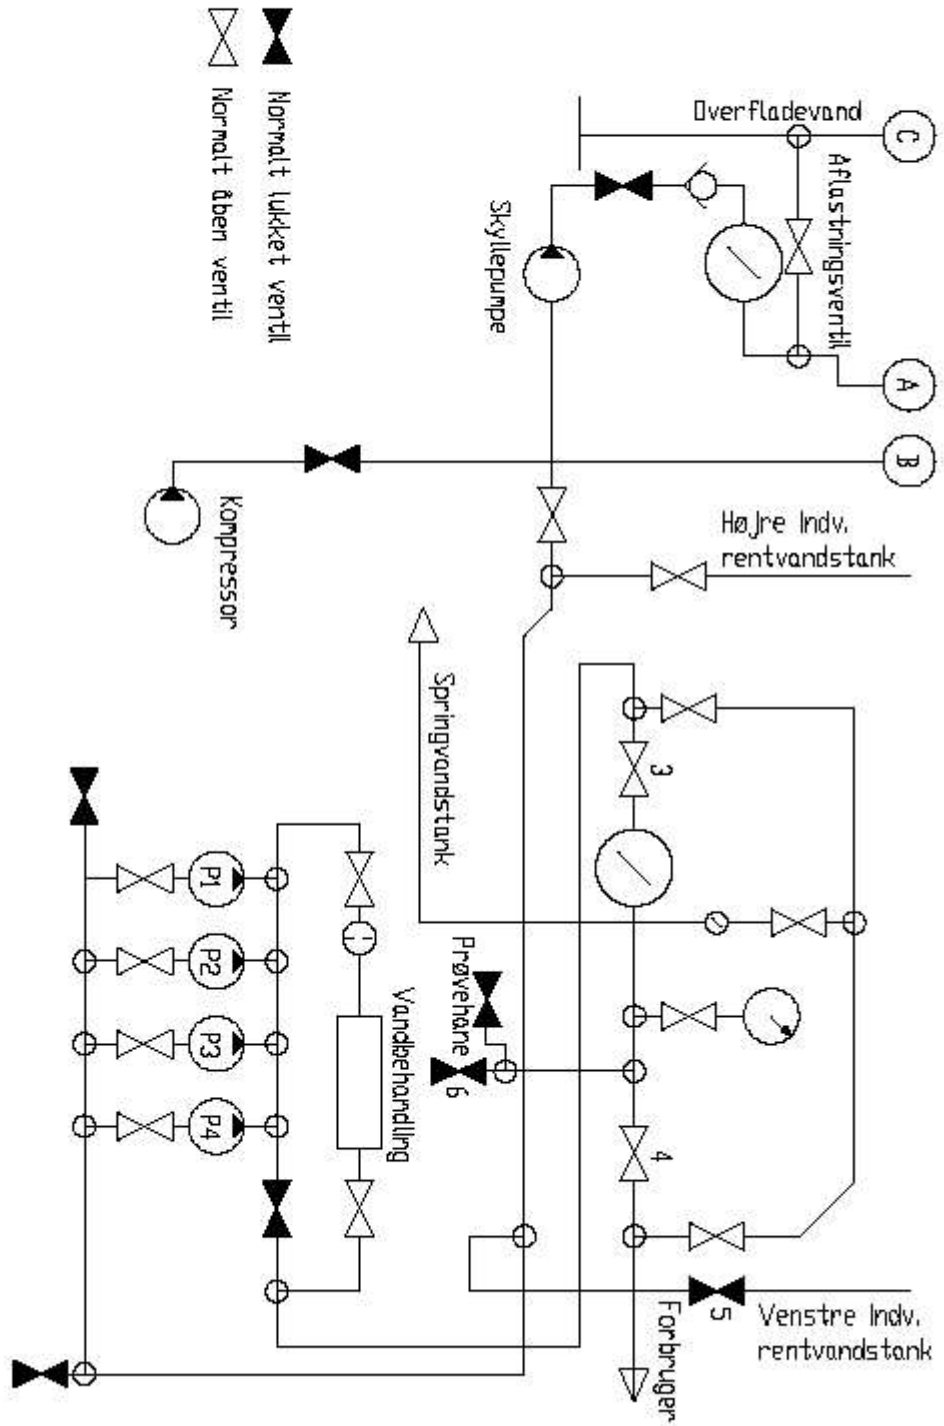 Normalt lukket ventil
Normalt åben ventil
Overfladevand
C
Aflastringsventil
Skyllepumpe
A
B
Kompressor
Højre Indv.
rentvandstank
Springvandstank
3
P1
P2
P3
P4
Prøvehane
6
Vandbehandling
4
5
Venstre Indv.
rentvandstank
Forbruger